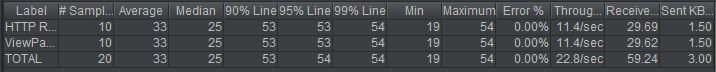 Label # Sampl... Average Median 90% Line 95% Line 99% Line Min Maximum Error % Throug... Receive... Sent KB...
HTTP R... 10 33 25 53 53 54 19 54 0.00% 11.4/sec 29.69 1.50
ViewPa... 10 33 25 53 53 54 19 54 0.00% 11.4/sec 29.62 1.50
TOTAL 20 33 25 53 53 54 19 54 0.00% 22.8/sec 59.24 3.00